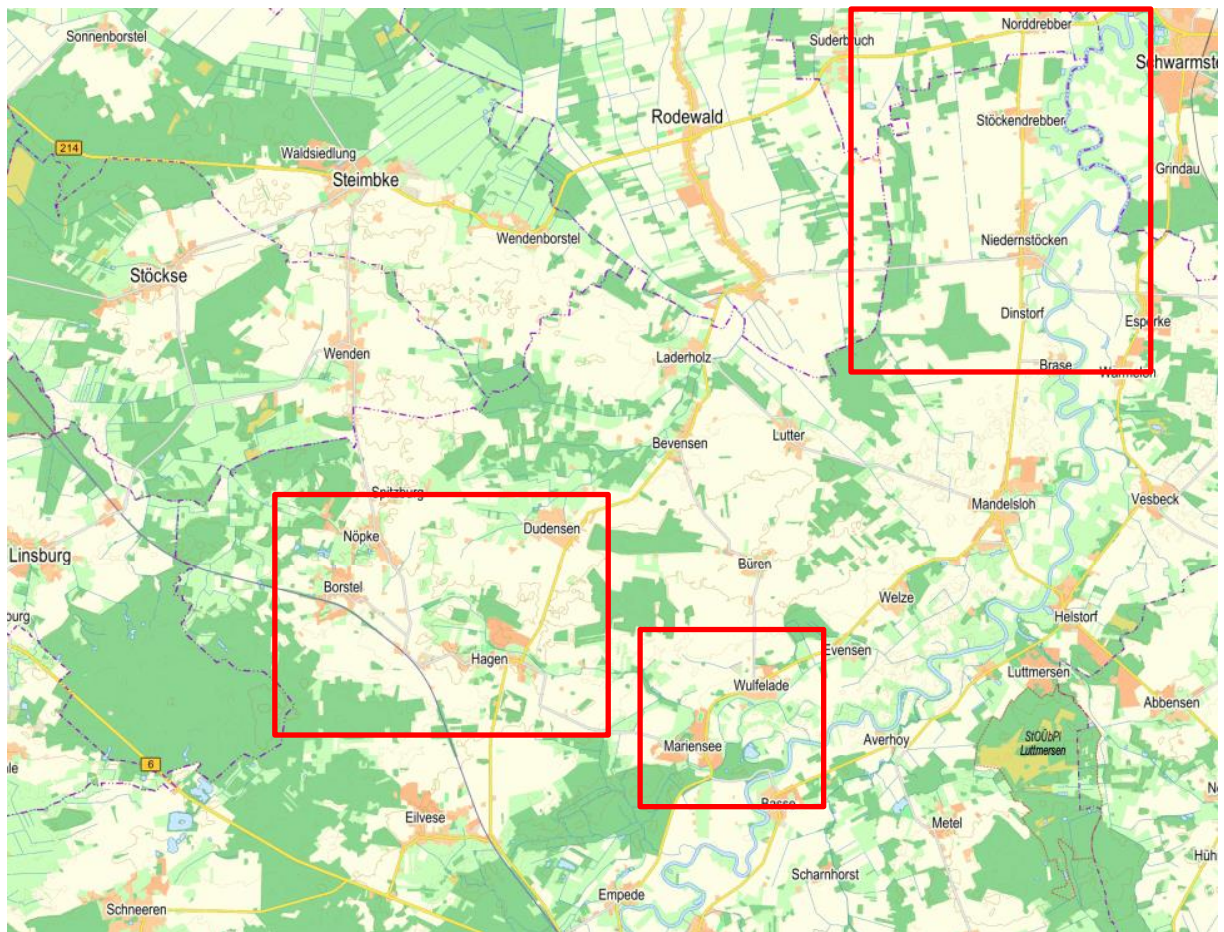 Sonnenborstel
Norddrebber
Suderbruch
Schwarmste
Rodewald
Stöckendrebber
214
Waldsiedlung
Steimbke
Grindau
Wendenborstel
Niedernstöcken
Stöckse
Dinstorf
Esperke
Wenden
Laderholz
Brase
Warmeloh
Bevensen
Lutter
Spitzburg
Mandelsloh
Vesbeck
Dudensen
Nöpke
Linsburg
Büren
Borstel
Welze
Helstorf
burg
Hagen
Evensen
Luttmersen
Wulfelade
Abbensen
Mariensee
Averhoy
StOÜbPl
Luttmersen
6
Basse
Eilvese
Metel
Hüh
Scharnhorst
Empede
Schneeren